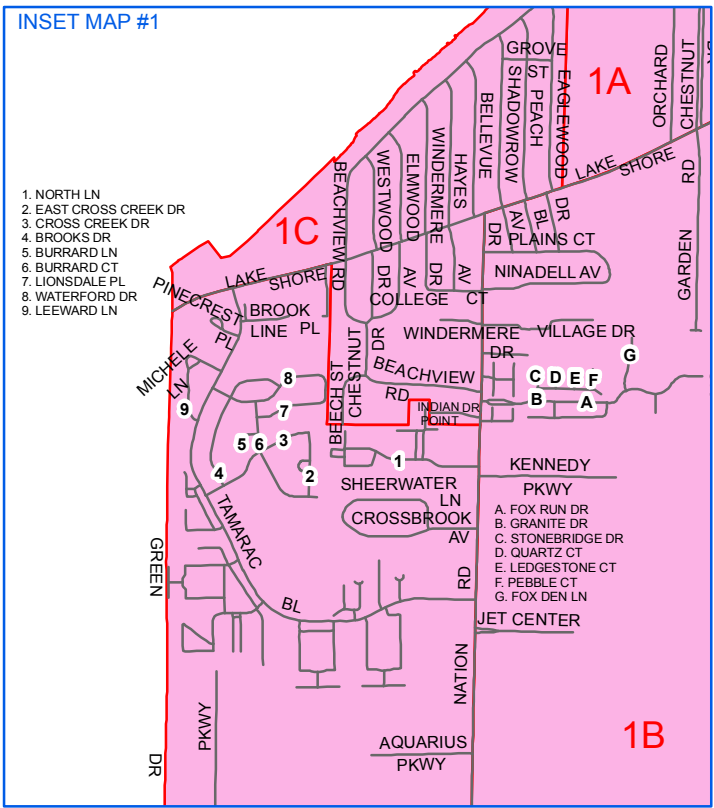 INSET MAP #1
GROVE
ST
EAGLEWOOD
DR
PEACH
BL
SHADOWROW
AV
BELLEVUE
DR
HAYES
AV
WINDERMERE
DR
ELMWOOD
AV
WESTWOOD
DR
BEACHVIEW RD
1A
ORCHARD
CHESTNUT
LAKE SHORE
RD
GARDEN
1. NORTH LN
2. EAST CROSS CREEK DR
3. CROSS CREEK DR
4. BROOKS DR
5. BURRARD LN
6. BURRARD CT
7. LIONSDALE PL
8. WATERFORD DR
9. LEEWARD LN
1C
PLAINS CT
NINADELL AV
LAKE SHORE
PINECREST
PL
BROOK
LINE PL
COLLEGE CT
WINDERMERE
DR
VILLAGE DR
CHESTNUT
DR
BEECH ST
BEACHVIEW
RD
INDIAN DR
POINT
MICHELE
LN
G
C D E F
B A
8
7
9
5 6 3
4 2
1
SHEERWATER
LN
CROSSBROOK
AV
KENNEDY
PKWY
A. FOX RUN DR
B. GRANITE DR
C. STONEBRIDGE DR
D. QUARTZ CT
E. LEDGESTONE CT
F. PEBBLE CT
G. FOX DEN LN
TAMARAC
BL
GREEN
DR
RD
NATION
JET CENTER
PKWY
AQUARIUS
PKWY
1B